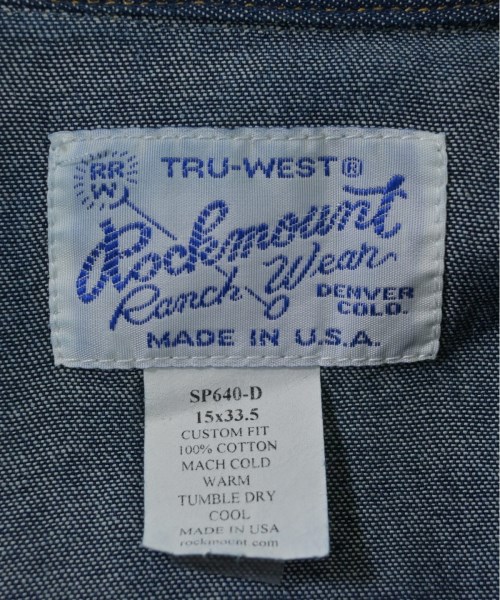 RR
W
TRU-WEST®
Rockmount
Ranch Wear
DENVER
COLO.
MADE IN U.S.A.
SP640-D
15x33.5
CUSTOM FIT
100% COTTON
MACH COLD
WARM
TUMBLE DRY
COOL
MADE IN USA
rockmount.com